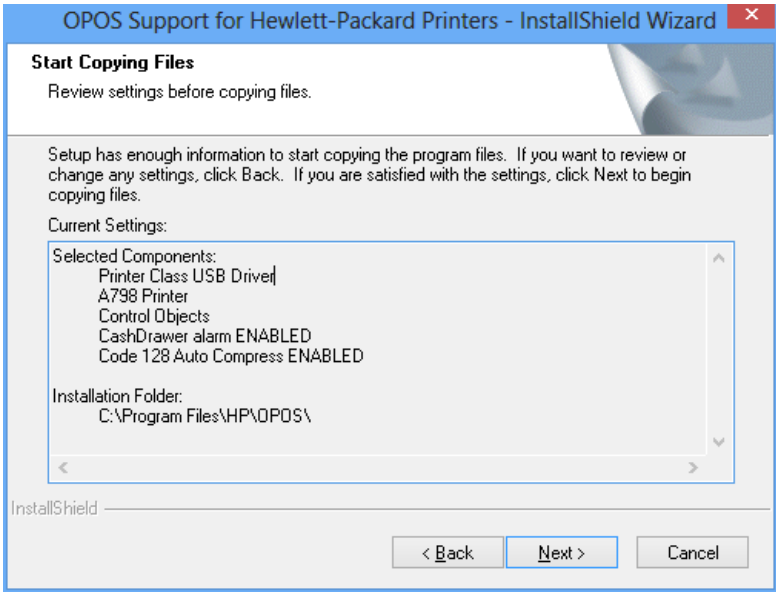 OPOS Support for Hewlett-Packard Printers - InstallShield Wizard
Start Copying Files
Review settings before copying files.
Setup has enough information to start copying the program files.  If you want to review or
change any settings, click Back.  If you are satisfied with the settings, click Next to begin
copying files.
Current Settings:
Selected Components:
Printer Class USB Driver
A798 Printer
Control Objects
CashDrawer alarm ENABLED
Code 128 Auto Compress ENABLED
Installation Folder:
C:\Program Files\HP\OPOS\
InstallShield
< Back
Next >
Cancel